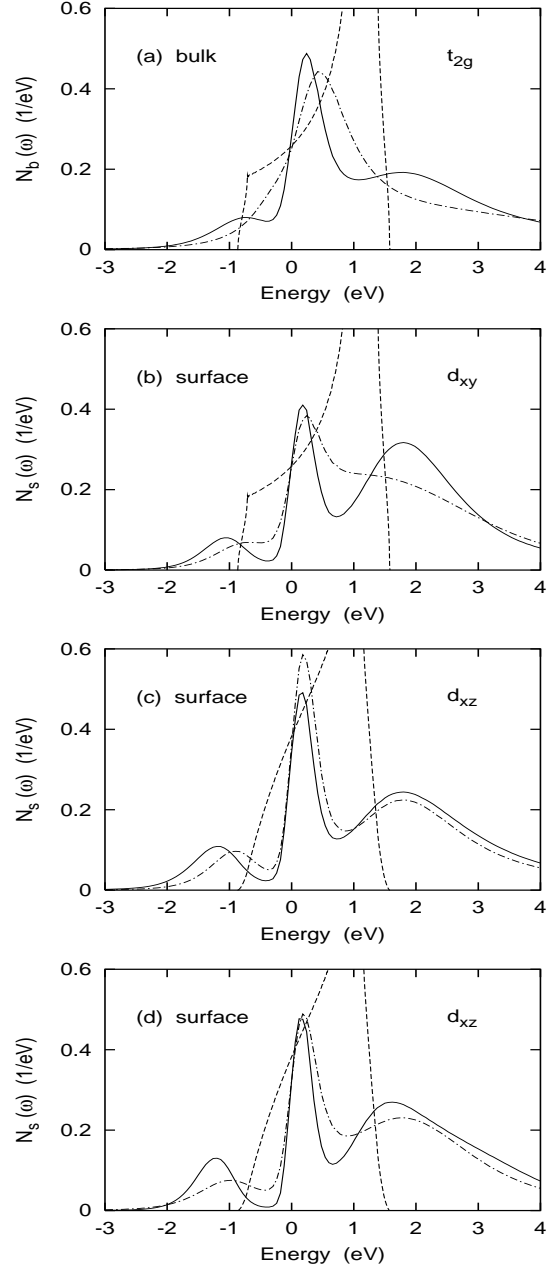 0.6
(a) bulk
t2g
0.4
Nb(ω) (1/eV)
0.2
0
-3 -2 -1 0 1 2 3 4
Energy (eV)
0.6
(b) surface
dxy
0.4
Ns(ω) (1/eV)
0.2
0
-3 -2 -1 0 1 2 3 4
Energy (eV)
0.6
(c) surface
dxz
0.4
Ns(ω) (1/eV)
0.2
0
-3 -2 -1 0 1 2 3 4
Energy (eV)
0.6
(d) surface
dxz
0.4
Ns(ω) (1/eV)
0.2
0
-3 -2 -1 0 1 2 3 4
Energy (eV)